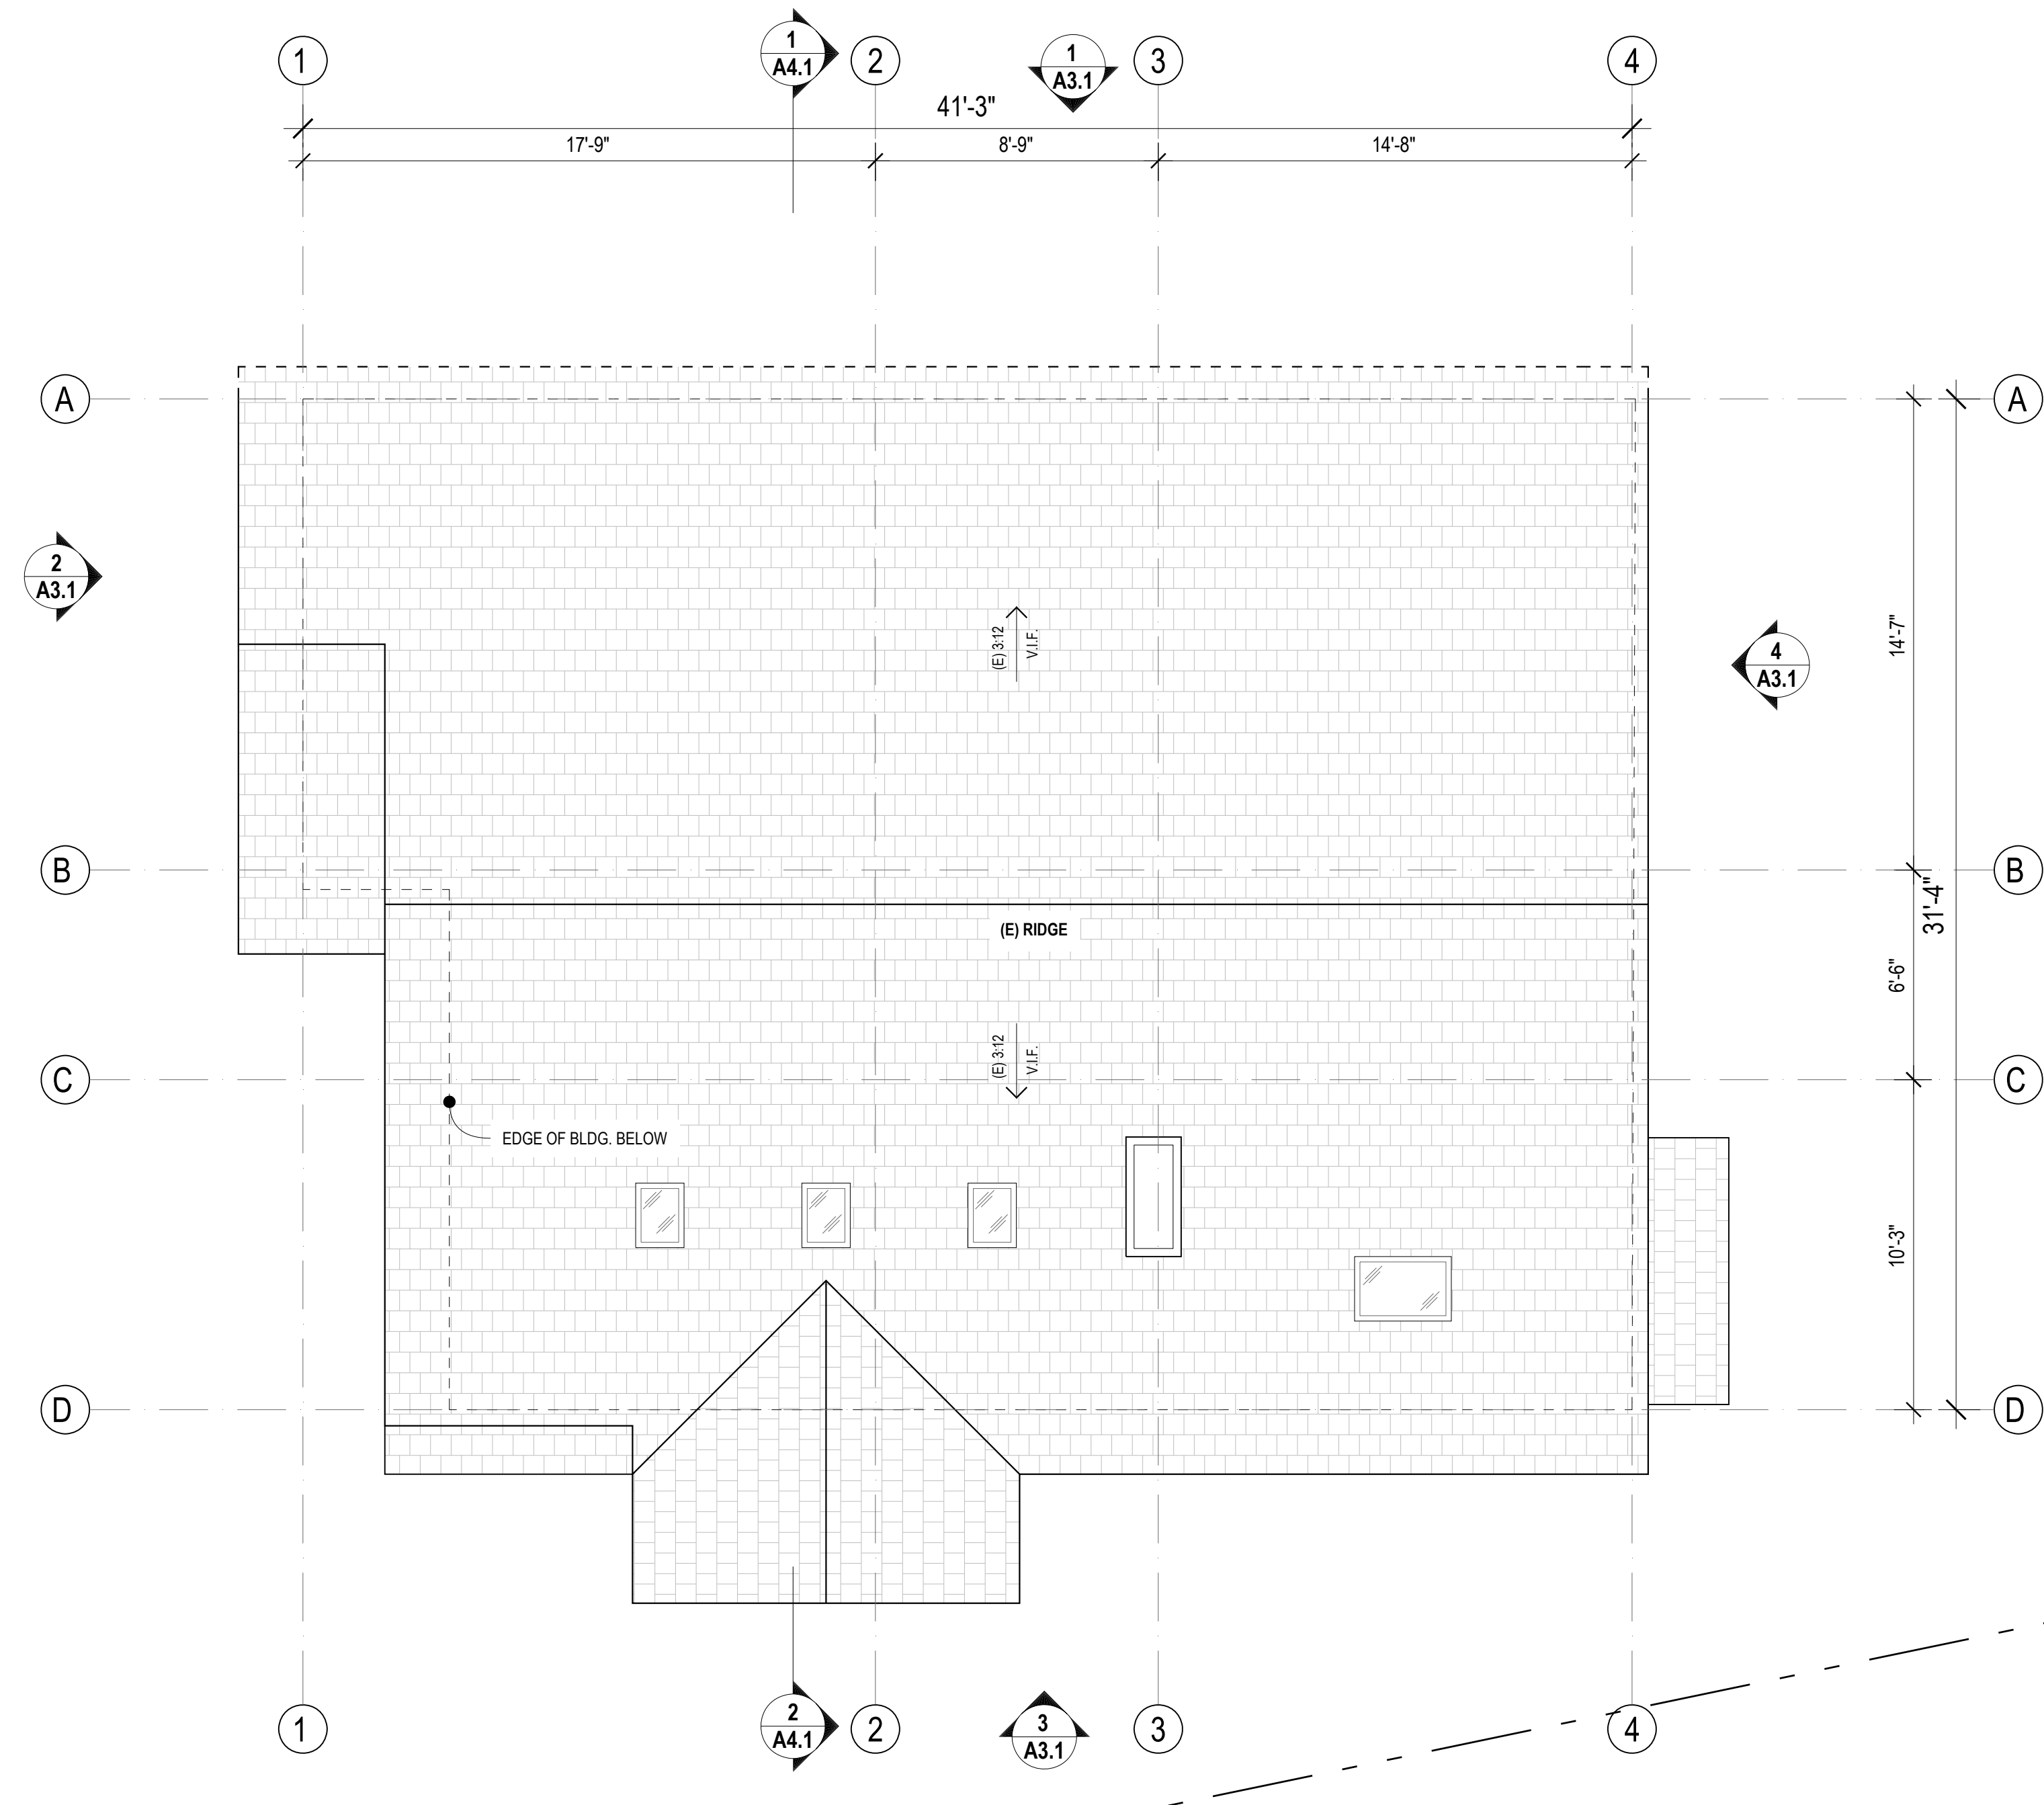 1
1
A4.1
2
1
A3.1
3
4
41'-3"
17'-9"
8'-9"
14'-8"
A
A
2
A3.1
(E) 3:12
V.I.F.
14'-7"
4
A3.1
B
B
31'-4"
(E) RIDGE
6'-6"
(E) 3:12
V.I.F.
C
C
EDGE OF BLDG. BELOW
10'-3"
D
D
1
2
A4.1
2
3
A3.1
3
4